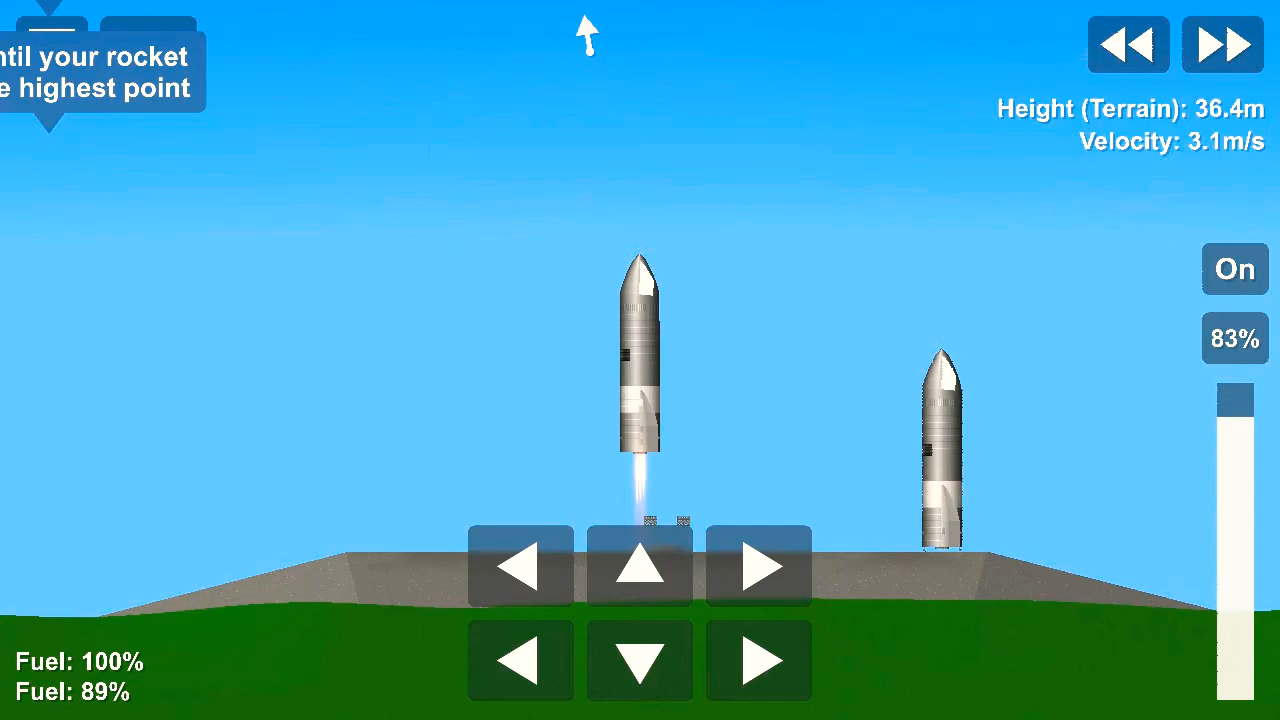 ntil your rocket
e highest point
Height (Terrain): 36.4m
Velocity: 3.1m/s
On
83%
Fuel: 100%
Fuel: 89%